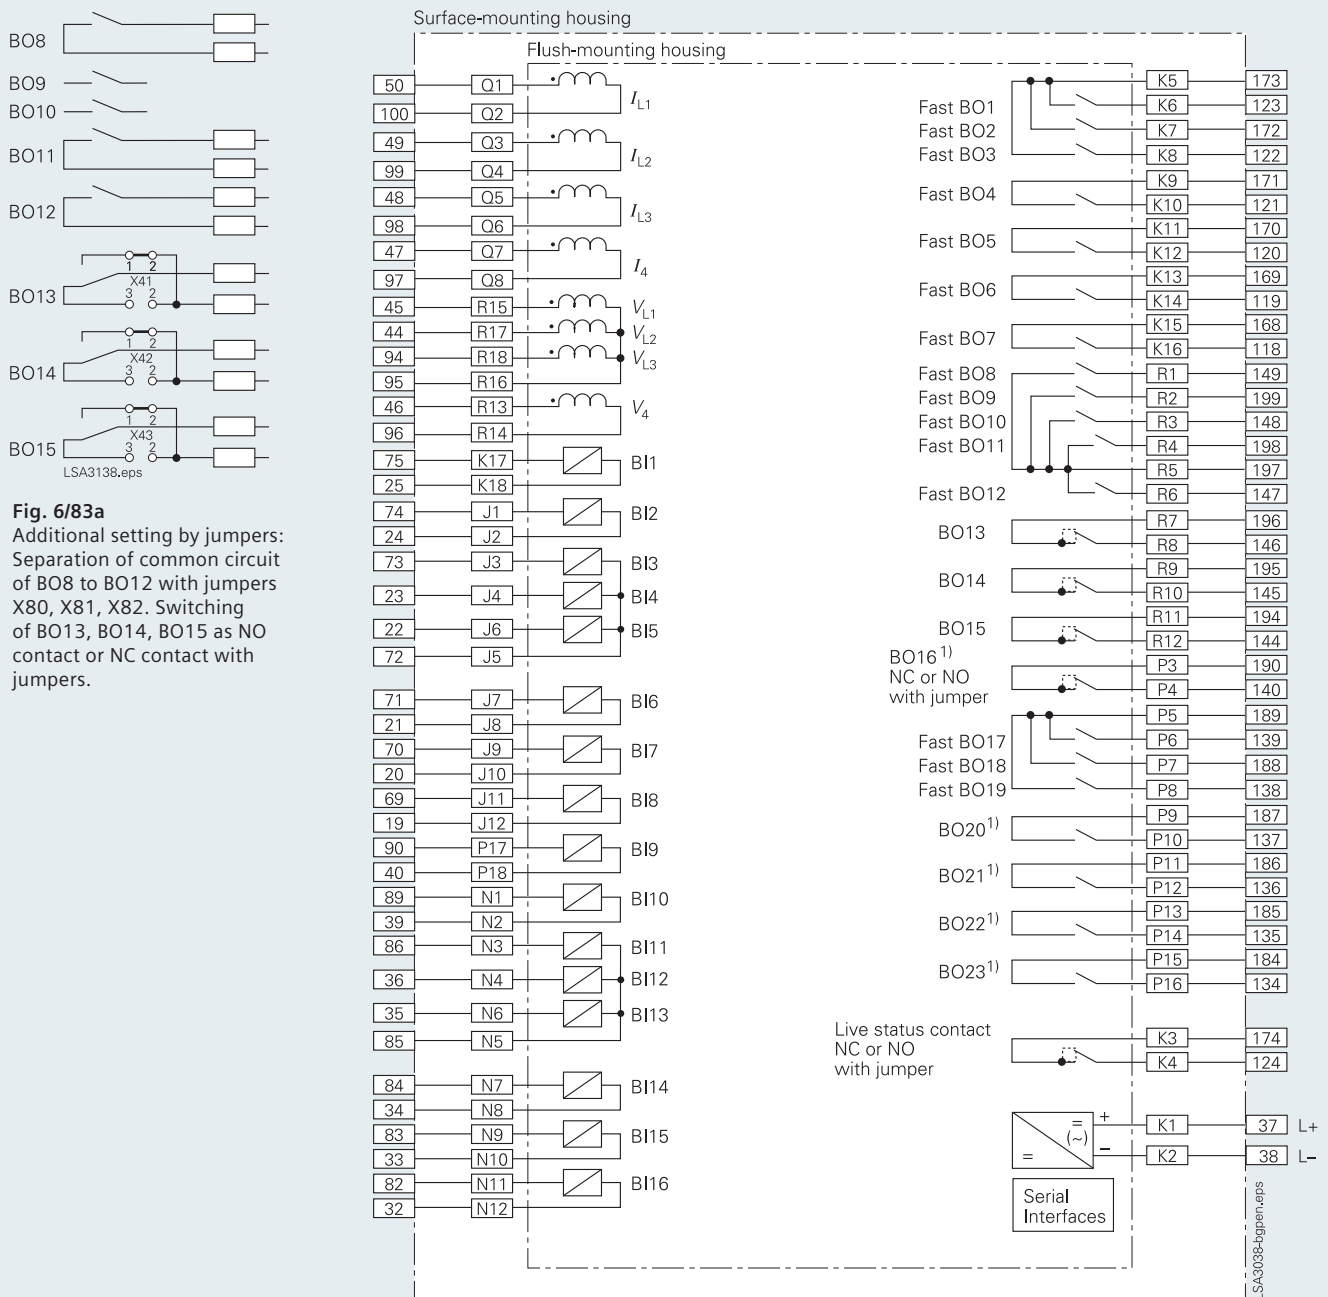 Surface-mounting housing
Flush-mounting housing
BO8
BO9
BO10
BO11
BO12
1 2
X41
3 2
BO13
1 2
X42
3 2
BO14
1 2
X43
3 2
BO15
LSA3138.eps
Fig. 6/83a
Additional setting by jumpers:
Separation of common circuit
of BO8 to BO12 with jumpers
X80, X81, X82. Switching
of BO13, BO14, BO15 as NO
contact or NC contact with
jumpers.
50 Q1
IL1
100 Q2
49 Q3
IL2
99 Q4
48 Q5
IL3
98 Q6
47 Q7
I4
97 Q8
45 R15 VL1
44 R17 VL2
94 R18 VL3
95 R16
46 R13 V4
96 R14
75 K17 BI1
25 K18
74 J1 BI2
24 J2
73 J3 BI3
23 J4 BI4
22 J6 BI5
72 J5
71 J7 BI6
21 J8
70 J9 BI7
20 J10
69 J11 BI8
19 J12
90 P17 BI9
40 P18
89 N1 BI10
39 N2
86 N3 BI11
36 N4 BI12
35 N6 BI13
85 N5
84 N7 BI14
34 N8
83 N9 BI15
33 N10
82 N11 BI16
32 N12
K5 173
Fast BO1 K6 123
Fast BO2 K7 172
Fast BO3 K8 122
K9 171
Fast BO4
K10 121
K11 170
Fast BO5
K12 120
K13 169
Fast BO6
K14 119
K15 168
Fast BO7
K16 118
Fast BO8 R1 149
Fast BO9 R2 199
Fast BO10 R3 148
Fast BO11 R4 198
R5 197
Fast BO12 R6 147
R7 196
BO13
R8 146
R9 195
BO14
R10 145
R11 194
BO15
R12 144
BO16 1)
NC or NO
with jumper
P3 190
P4 140
P5 189
Fast BO17 P6 139
Fast BO18 P7 188
Fast BO19 P8 138
P9 187
BO20 1)
P10 137
P11 186
BO21 1)
P12 136
P13 185
BO22 1)
P14 135
P15 184
BO23 1)
P16 134
Live status contact
NC or NO
with jumper
K3 174
K4 124
= (~) =
+ K1 37 L+
– K2 38 L–
Serial
Interfaces
LSA3038-bgpen.eps